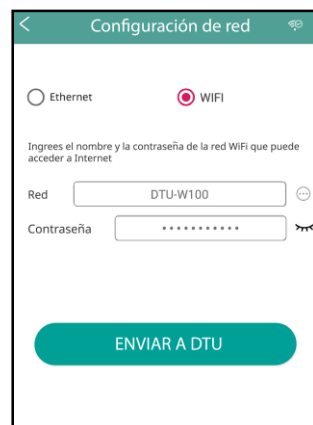 Configuración de red
Ethernet
WIFI
Ingrees el nombre y la contraseña de la red WiFi que puede
acceder a Internet
Red
DTU-W100
Contraseña
•••••••••••
ENVIAR A DTU